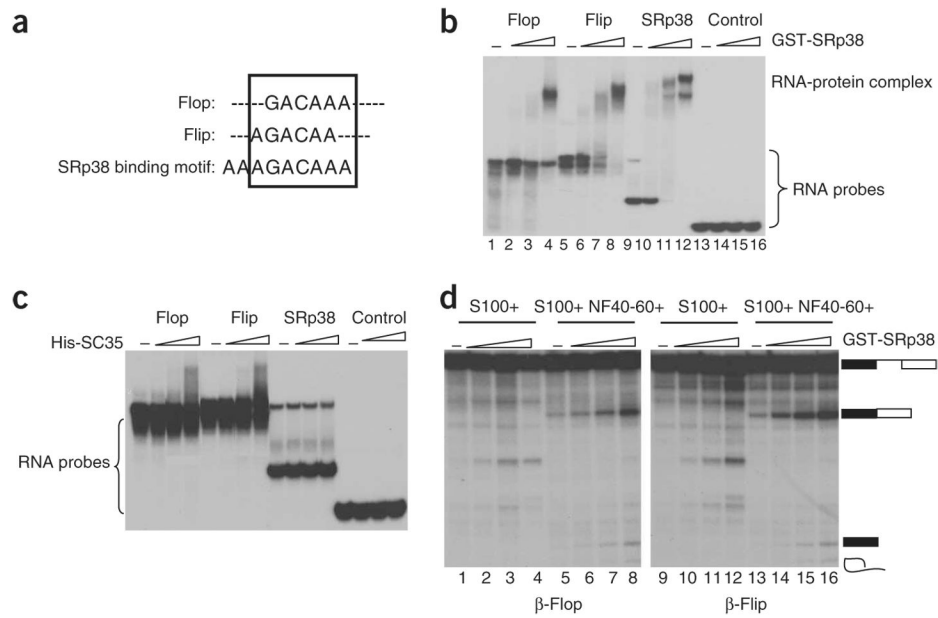 a
Flop: -----GACAAA-----
Flip: ---AGACAA-----
SRp38 binding motif: AAAGACAAA
b
Flop Flip SRp38 Control
– – – – GST-SRp38
RNA-protein complex
RNA probes
1 2 3 4 5 6 7 8 9 10 11 12 13 14 15 16
c
Flop Flip SRp38 Control
His-SC35 – – – –
RNA probes
d
S100+ S100+ NF40-60+ S100+ S100+ NF40-60+
– – – – GST-SRp38
1 2 3 4 5 6 7 8 9 10 11 12 13 14 15 16
β-Flop β-Flip